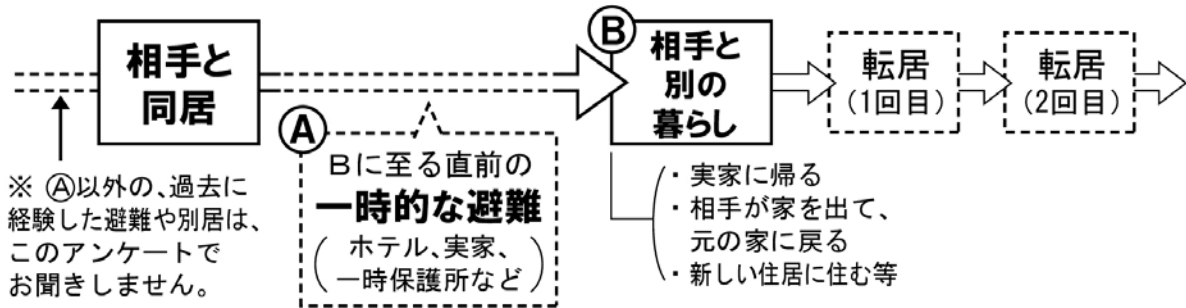 相手と
同居
Ⓑ
相手と
別の
暮らし
転居
(1回目)
転居
(2回目)
Ⓐ
Bに至る直前の
一時的な避難
(ホテル、実家、
一時保護所など)
※ Ⓐ以外の、過去に
経験した避難や別居は、
このアンケートで
お聞きしません。
・実家に帰る
・相手が家を出て、
元の家に戻る
・新しい住居に住む等